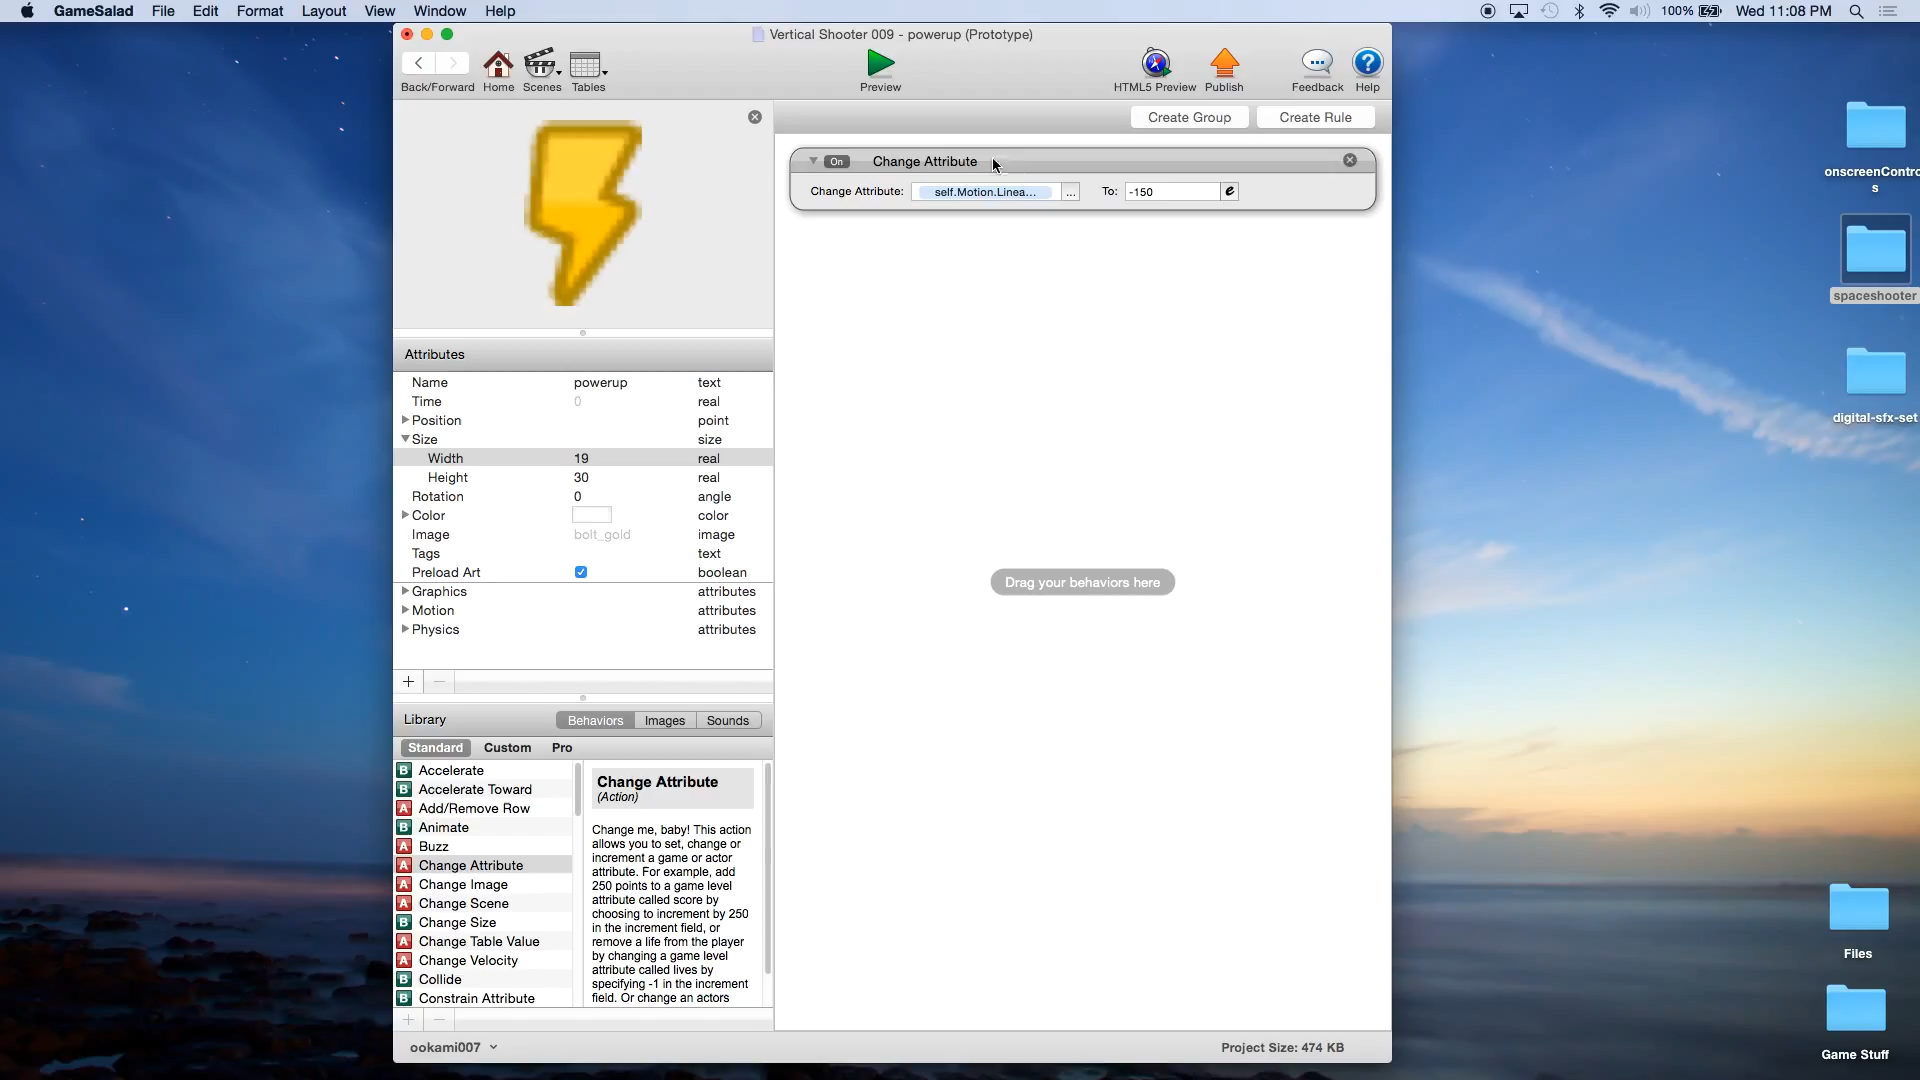 GameSalad File Edit Format Layout View Window Help
100% Wed 11:08 PM
Vertical Shooter 009 - powerup (Prototype)
Back/Forward Home Scenes Tables Preview HTML5 Preview Publish Feedback Help
Create Group Create Rule
On Change Attribute
Change Attribute: self.Motion.Linea... ... To: -150 e
Drag your behaviors here
Attributes
Name powerup text
Time 0 real
Position point
Size size
Width 19 real
Height 30 real
Rotation 0 angle
Color color
Image bolt_gold image
Tags text
Preload Art boolean
Graphics attributes
Motion attributes
Physics attributes
Library Behaviors Images Sounds
Standard Custom Pro
B Accelerate
B Accelerate Toward
A Add/Remove Row
B Animate
A Buzz
A Change Attribute
A Change Image
A Change Scene
B Change Size
A Change Table Value
A Change Velocity
B Collide
B Constrain Attribute
Change Attribute
(Action)
Change me, baby! This action
allows you to set, change or
increment a game or actor
attribute. For example, add
250 points to a game level
attribute called score by
choosing to increment by 250
in the increment field, or
remove a life from the player
by changing a game level
attribute called lives by
specifying -1 in the increment
field. Or change an actors
ookami007
Project Size: 474 KB
onscreenContro
s
spaceshooter
digital-sfx-set
Files
Game Stuff